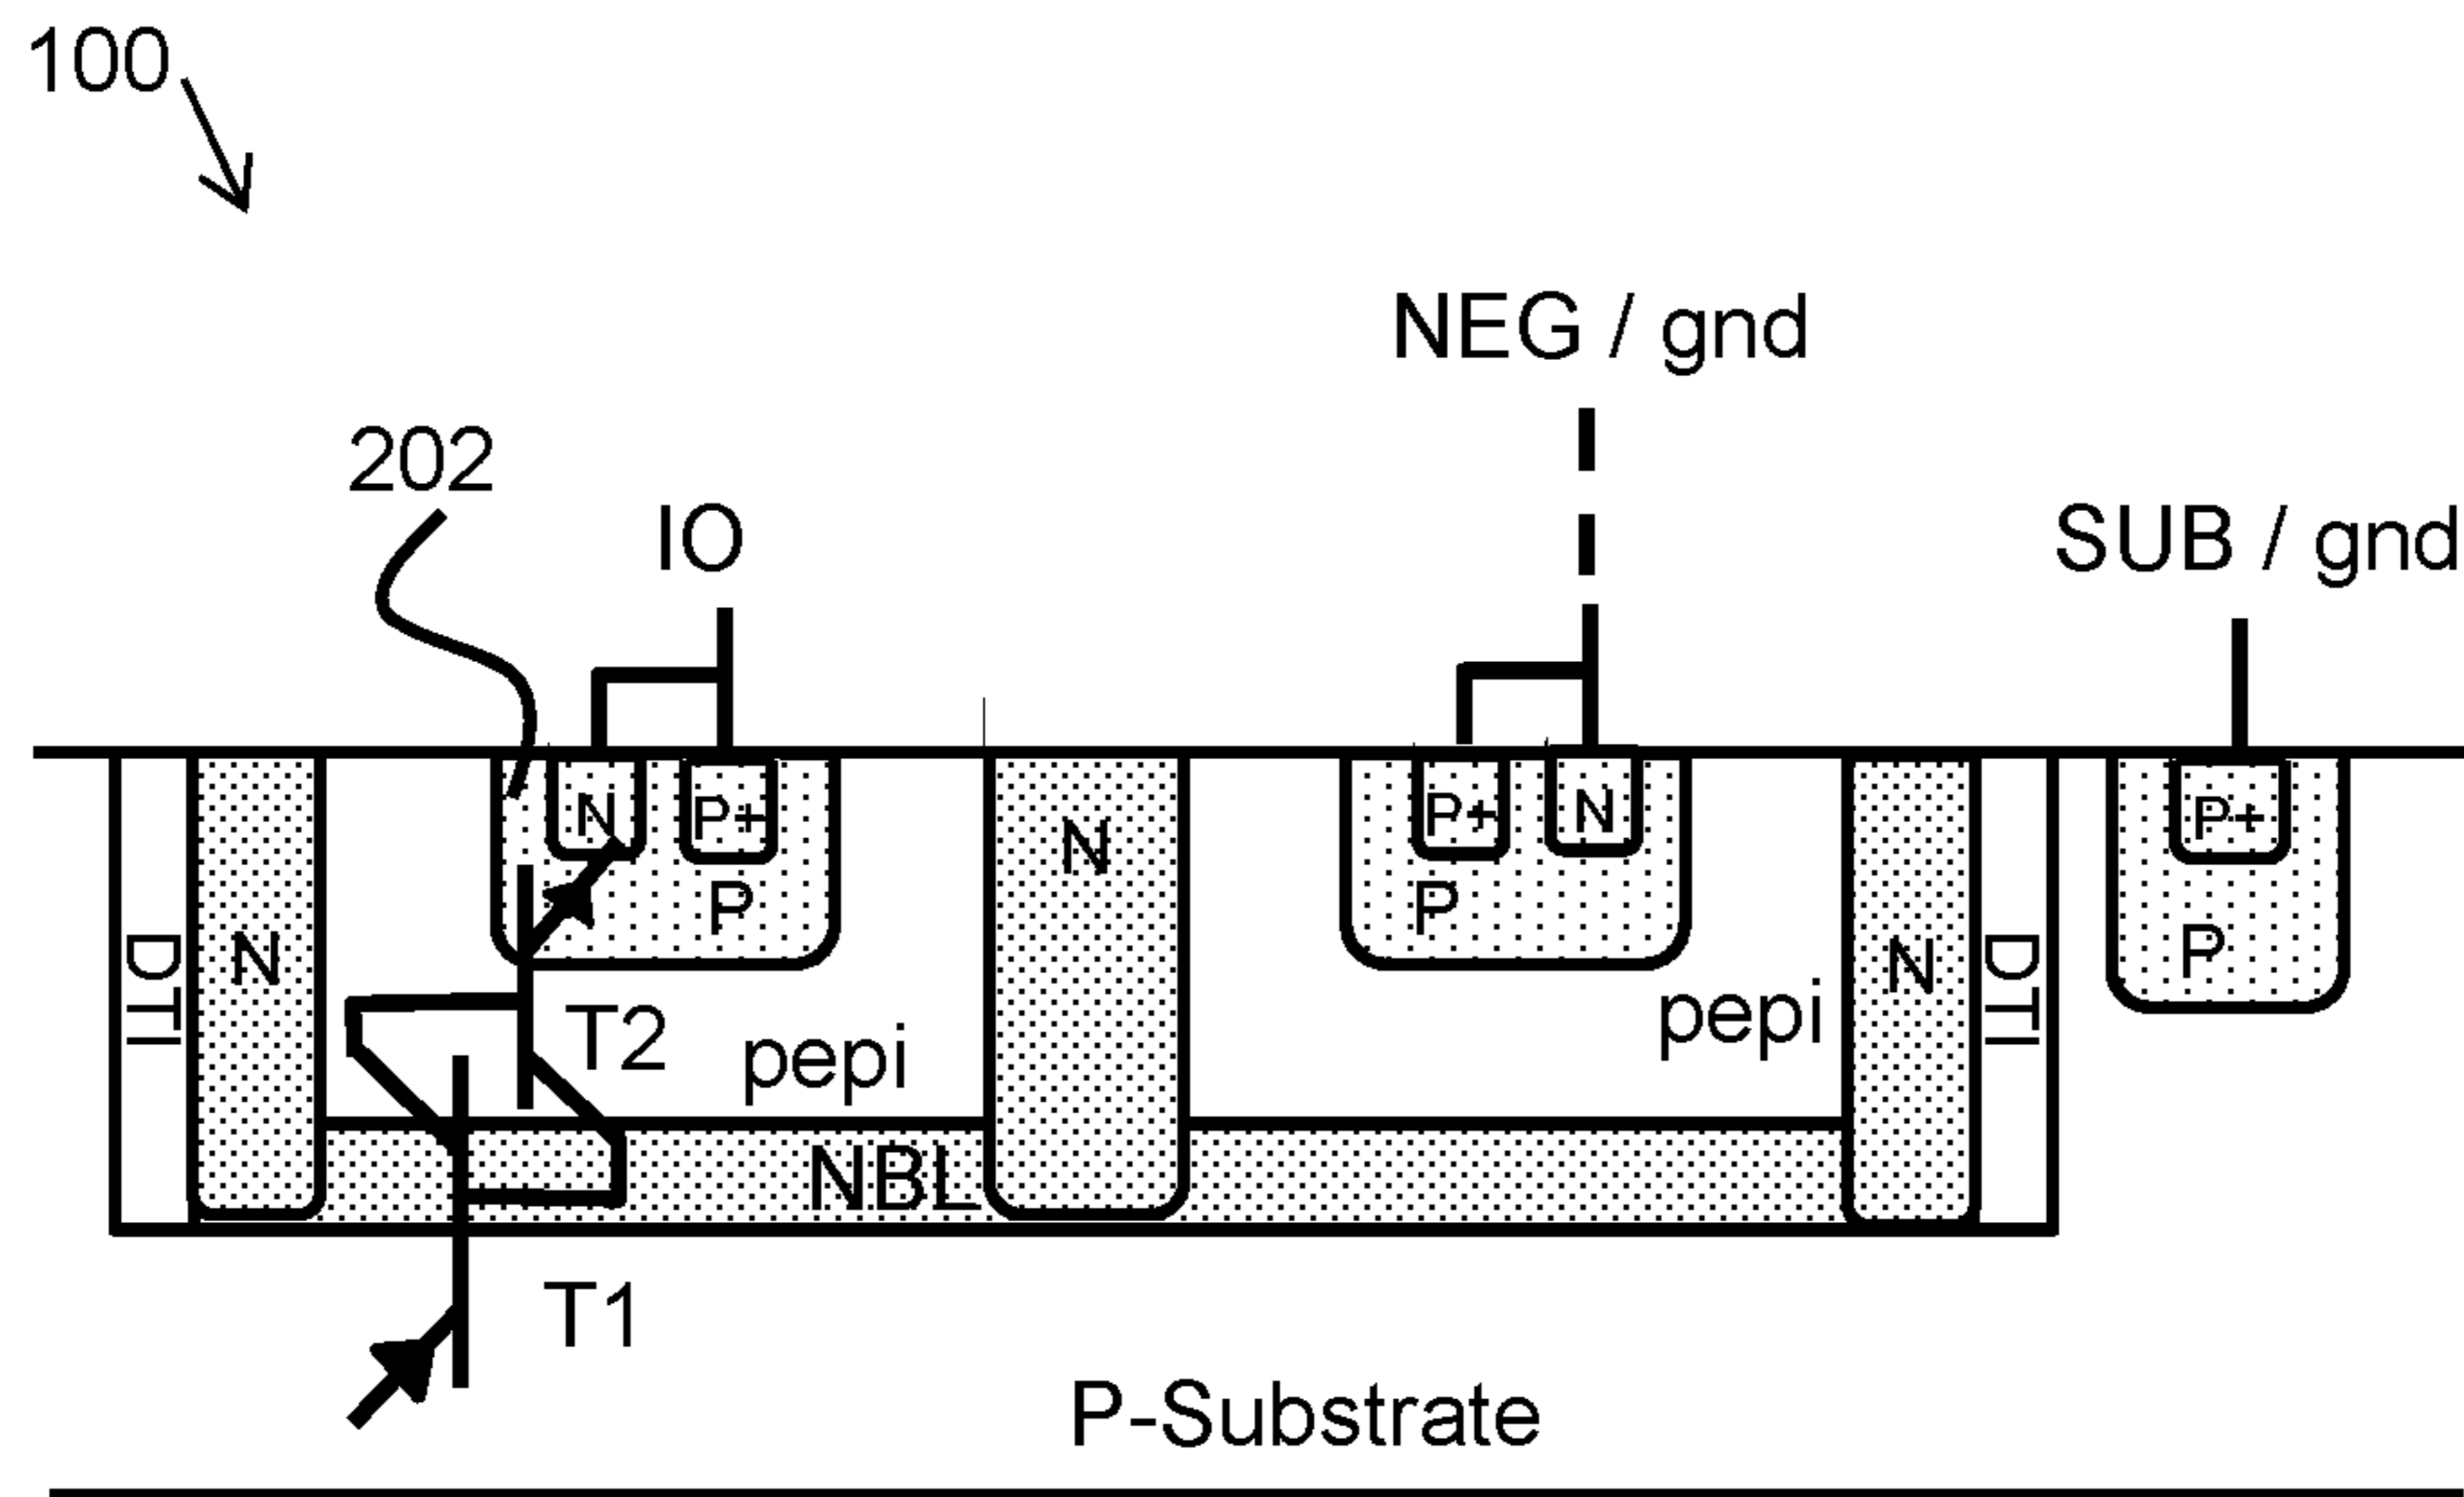 100
NEG / gnd
202
IO
SUB / gnd
N
P+
N
P+
N
P+
P
P
P
DTI
N
N
DTI
T2
pepi
pepi
NBL
T1
P-Substrate